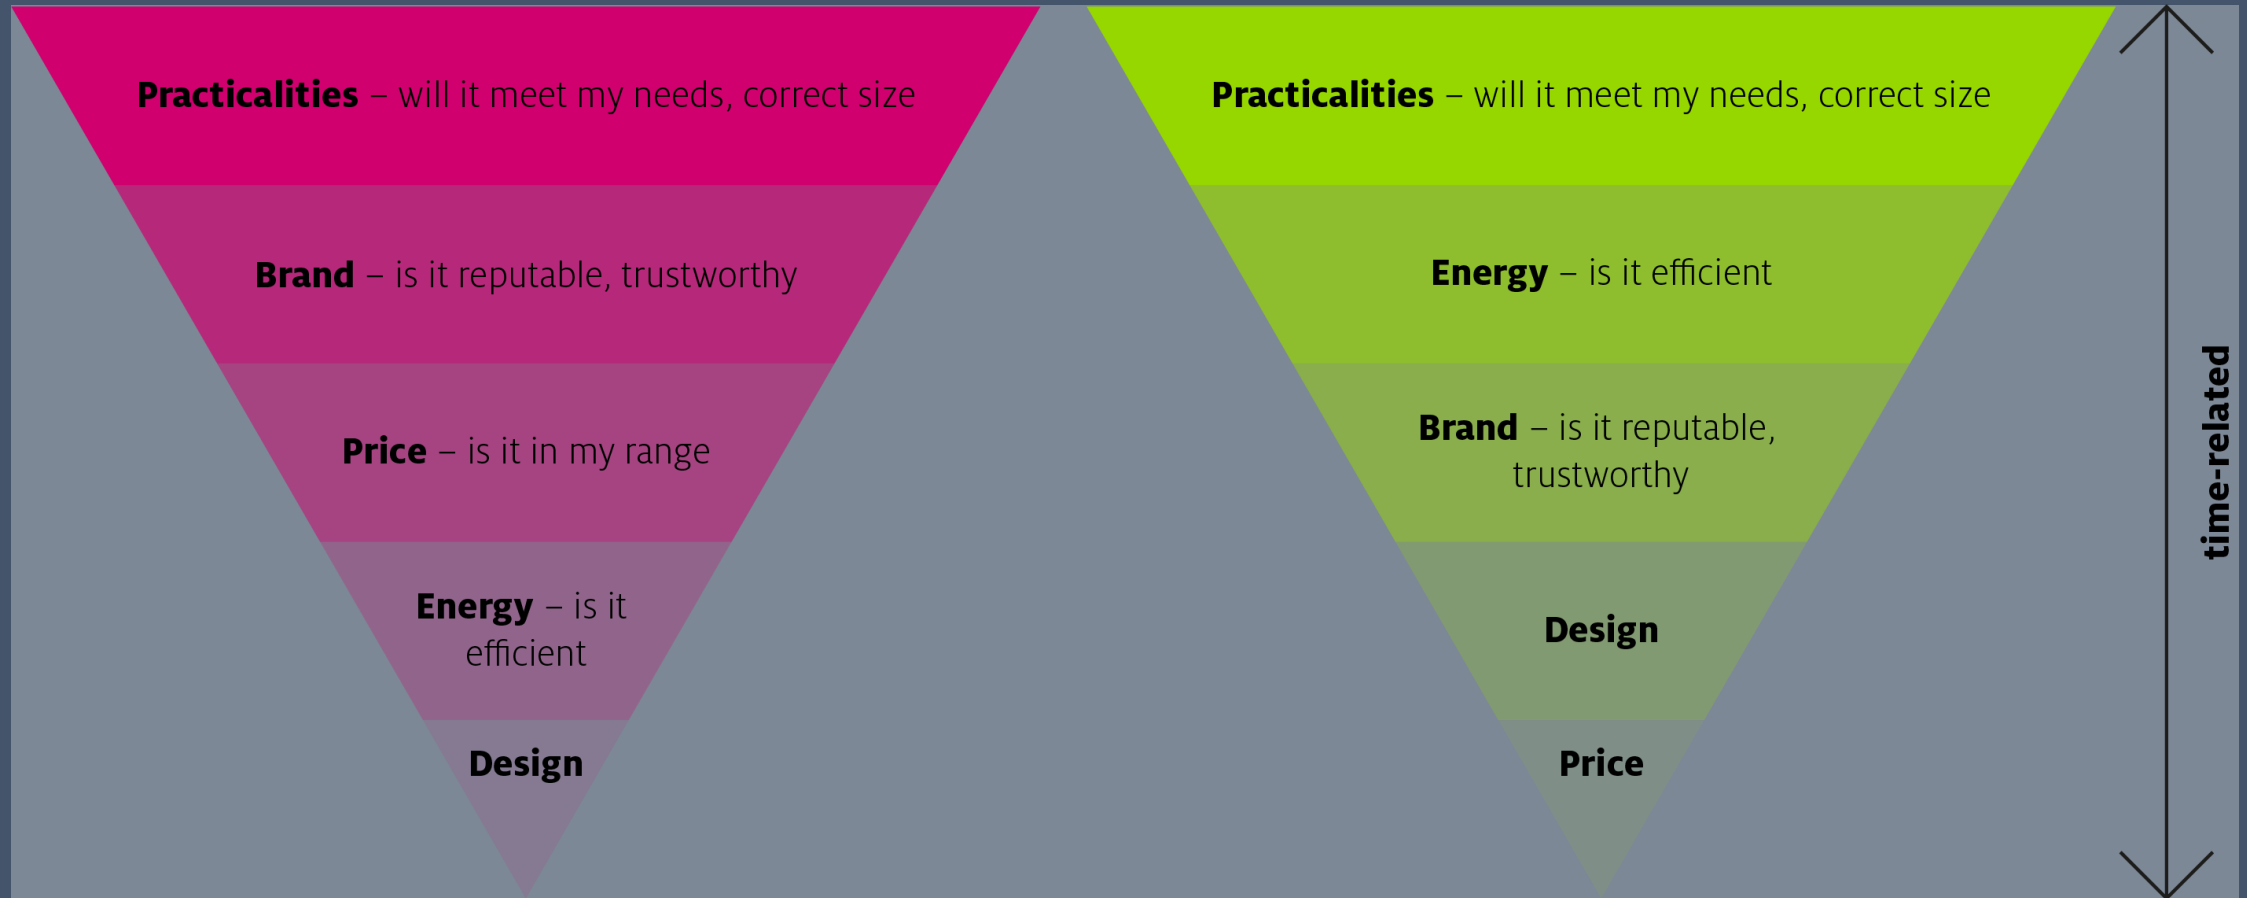 Practicalities – will it meet my needs, correct size
Brand – is it reputable, trustworthy
Price – is it in my range
Energy – is it
efficient
Design
Practicalities – will it meet my needs, correct size
Energy – is it efficient
Brand – is it reputable,
trustworthy
Design
Price
time-related